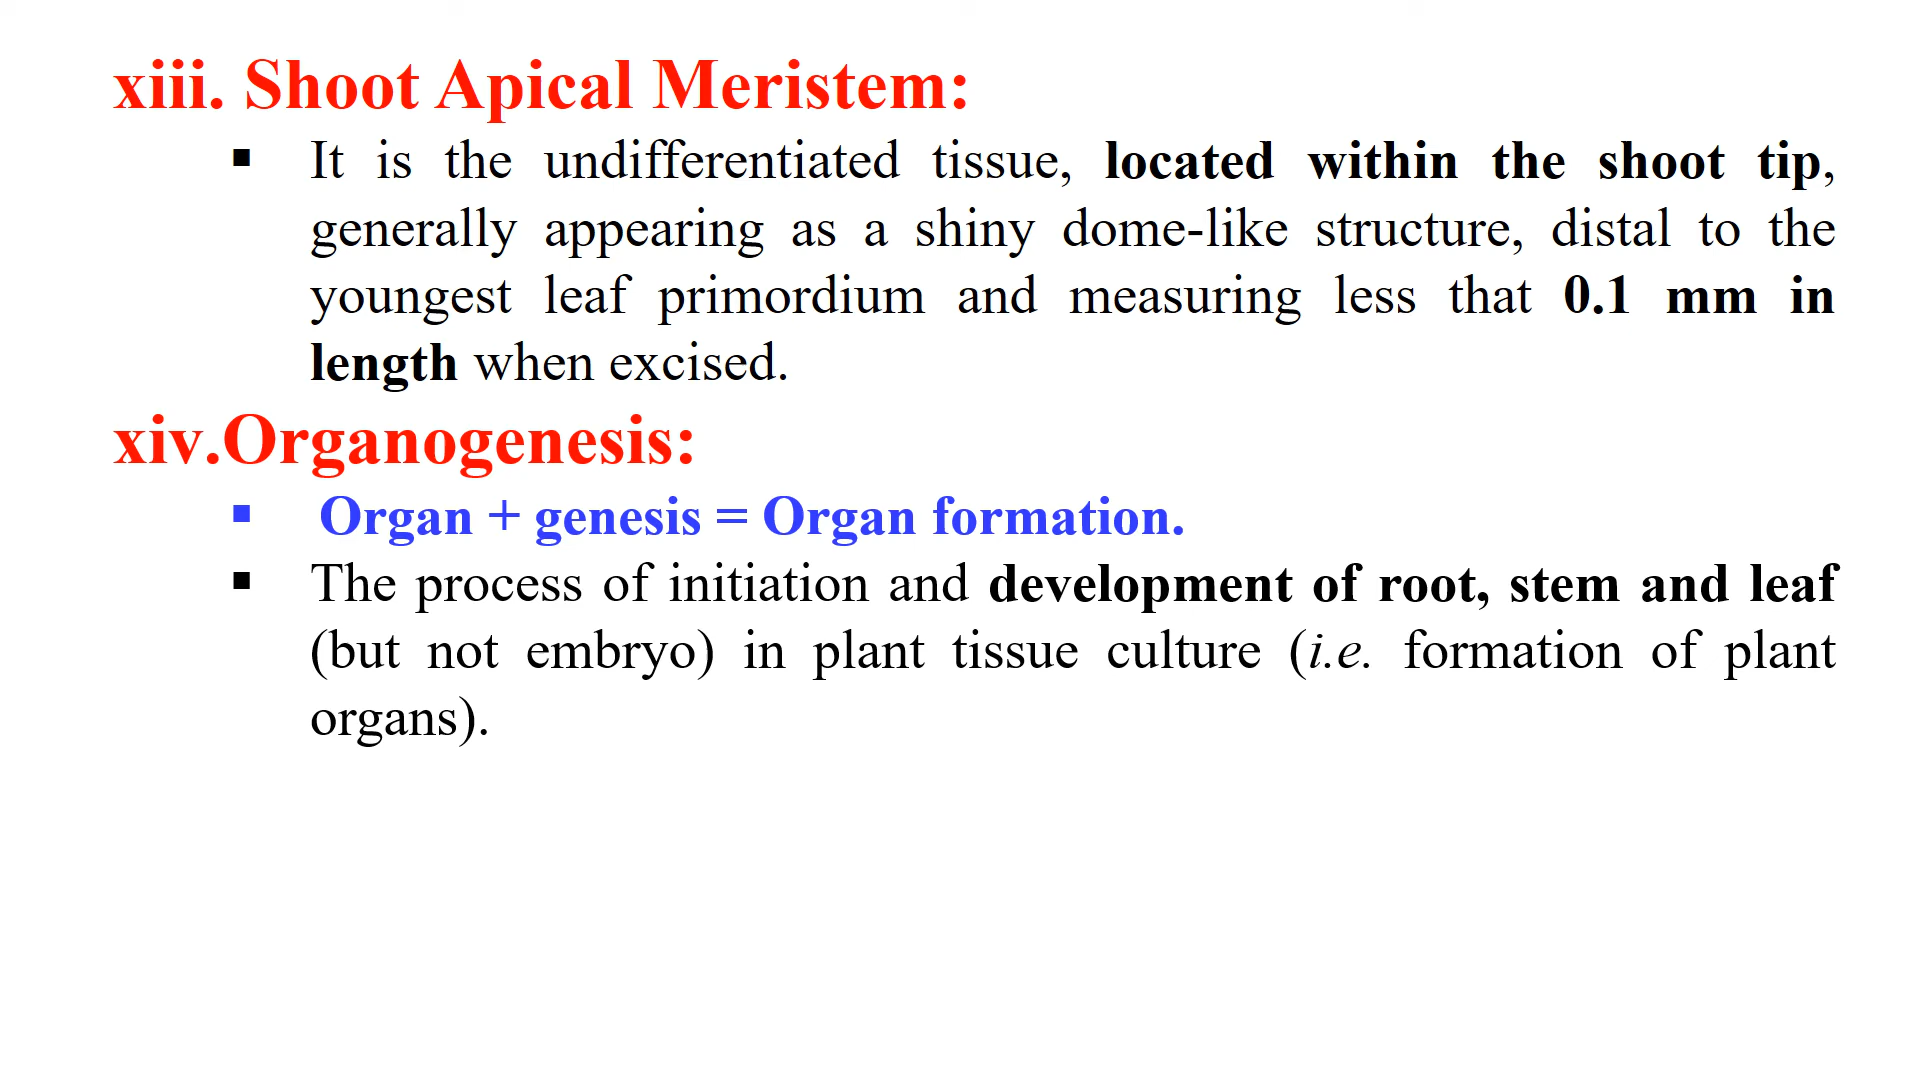 xiii. Shoot Apical Meristem:
▪ It is the undifferentiated tissue, located within the shoot tip,
generally appearing as a shiny dome-like structure, distal to the
youngest leaf primordium and measuring less that 0.1 mm in
length when excised.
xiv.Organogenesis:
▪ Organ + genesis = Organ formation.
▪ The process of initiation and development of root, stem and leaf
(but not embryo) in plant tissue culture (i.e. formation of plant
organs).